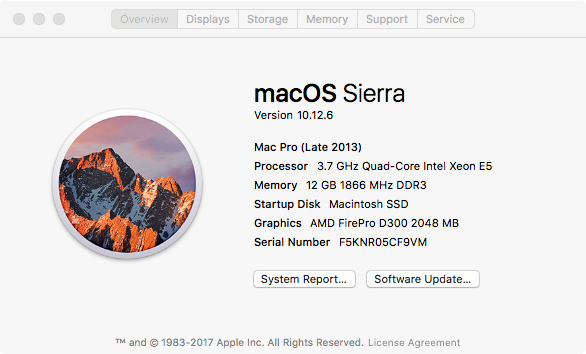 Overview Displays Storage Memory Support Service
macOS Sierra
Version 10.12.6
Mac Pro (Late 2013)
Processor 3.7 GHz Quad-Core Intel Xeon E5
Memory 12 GB 1866 MHz DDR3
Startup Disk Macintosh SSD
Graphics AMD FirePro D300 2048 MB
Serial Number F5KNR05CF9VM
System Report... Software Update...
™ and © 1983-2017 Apple Inc. All Rights Reserved. License Agreement